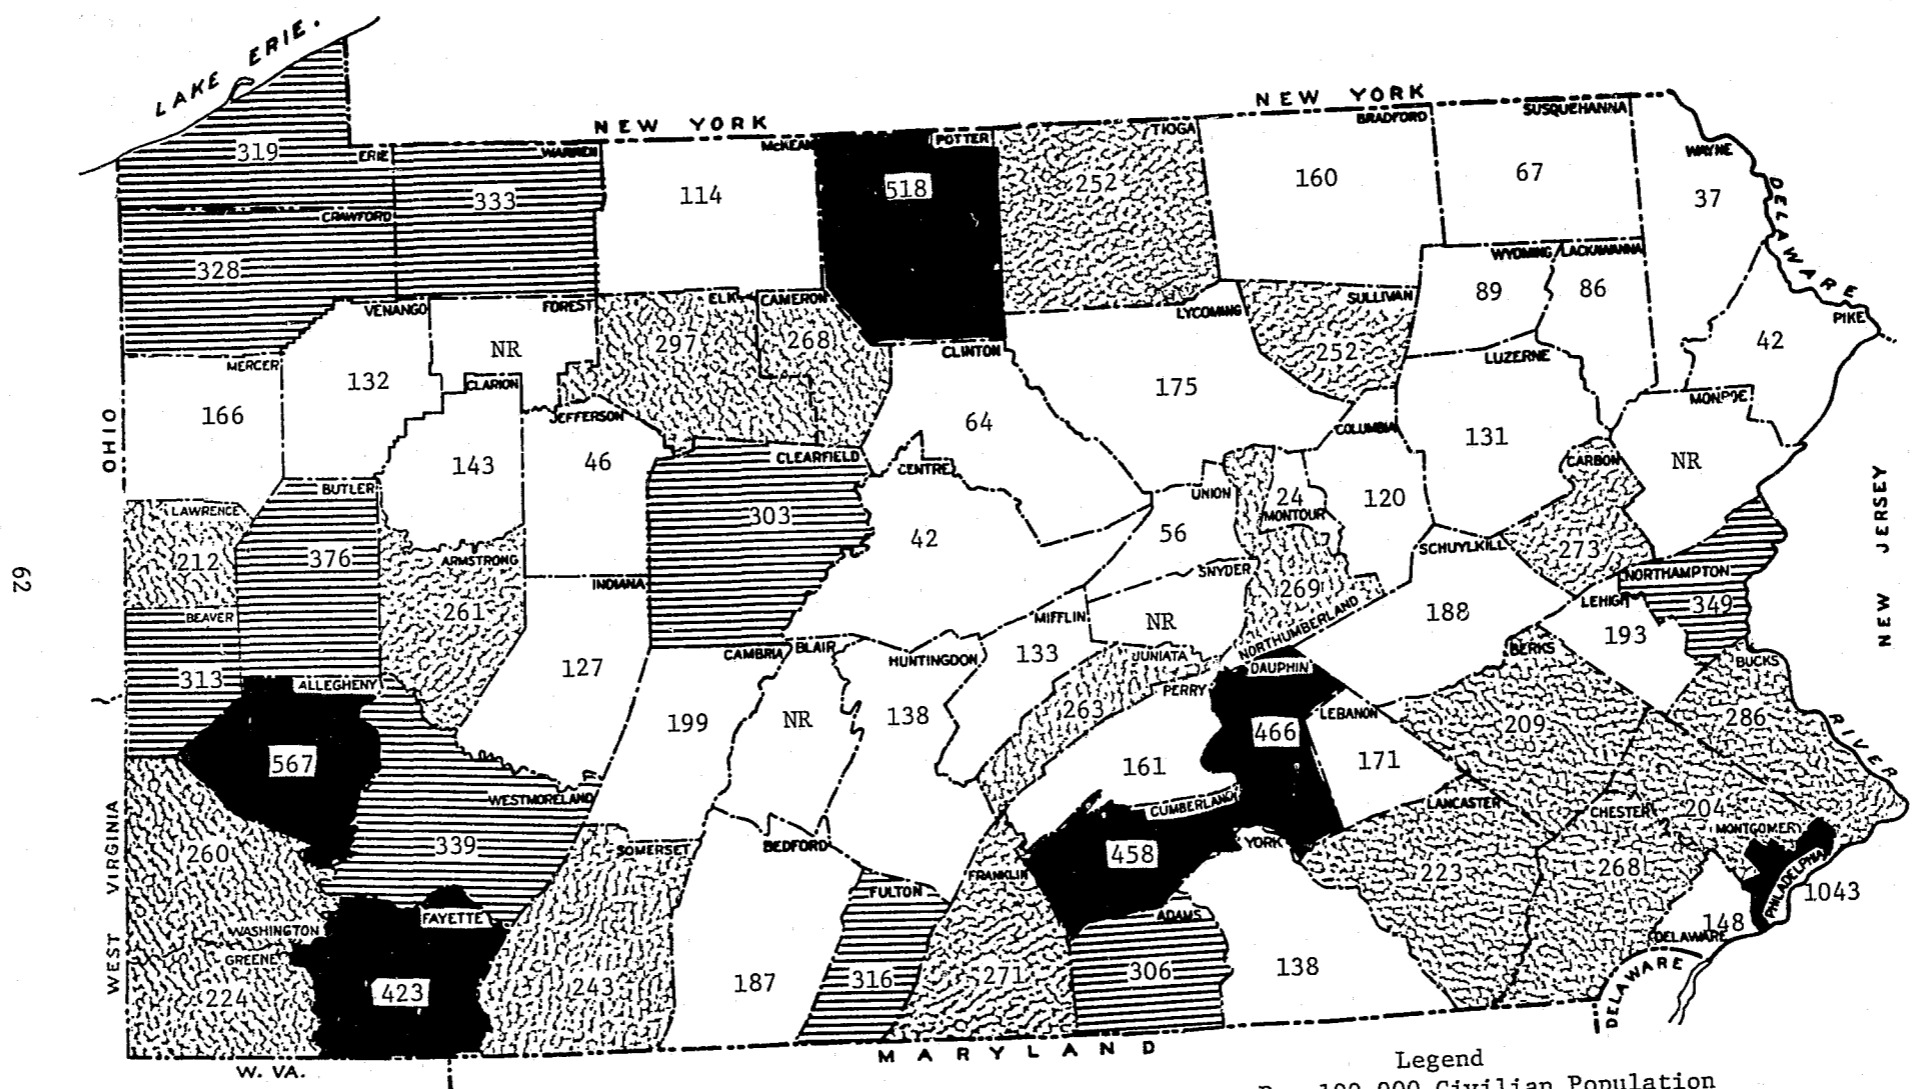 LAKE ERIE.
NEW YORK
NEW YORK
319
ERIE
WARREN
McKEAN
POTTER
TIOGA
BRADFORD
SUSQUEHANNA
WAYNE
333
114
518
252
160
67
37
CRAWFORD
328
DELAWARE
VENANGO
FOREST
ELK
CAMERON
LYCOMING
SULLIVAN
WYOMING
LACKAWANNA
89
86
PIKE
NR
297
268
CLINTON
252
LUZERNE
42
MERCER
132
CLARION
175
MONROE
166
JEFFERSON
64
COLUMBIA
131
OHIO
143
46
CLEARFIELD
CENTRE
CARBON
NR
BUTLER
UNION
24
120
LAWRENCE
303
MONTOUR
NEW JERSEY
212
376
ARMSTRONG
42
56
SCHUYLKILL
273
62
INDIANA
SNYDER
269
NORTHAMPTON
BEAVER
261
MIFFLIN
NR
NORTHUMBERLAND
188
LEHIGH
349
193
313
127
CAMBRIA
BLAIR
HUNTINGDON
133
JUNIATA
DAUPHIN
BERKS
BUCKS
ALLEGHENY
PERRY
199
NR
138
263
466
LEBANON
209
286
RIVER
567
161
171
WESTMORELAND
CUMBERLAND
LANCASTER
CHESTER
204
MONTGOMERY
WEST VIRGINIA
260
339
SOMERSET
BEDFORD
458
YORK
223
268
PHILADELPHIA
1043
FRANKLIN
FULTON
WASHINGTON
FAYETTE
ADAMS
148
DELAWARE
GREENE
DELAWARE
224
423
243
187
316
271
306
138
MARYLAND
W. VA.
Legend
100,000 Civilian Population